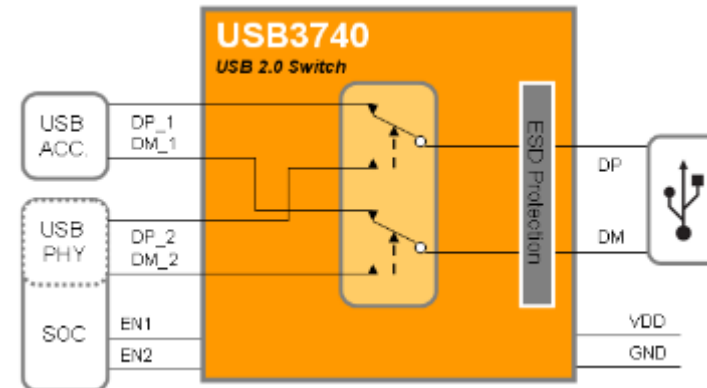 USB3740
USB 2.0 Switch
USB
ACC.
DP_1
DM_1
ESD Protection
DP
USB
PHY
DP_2
DM_2
DM
SOC
EN1
EN2
VDD
GND